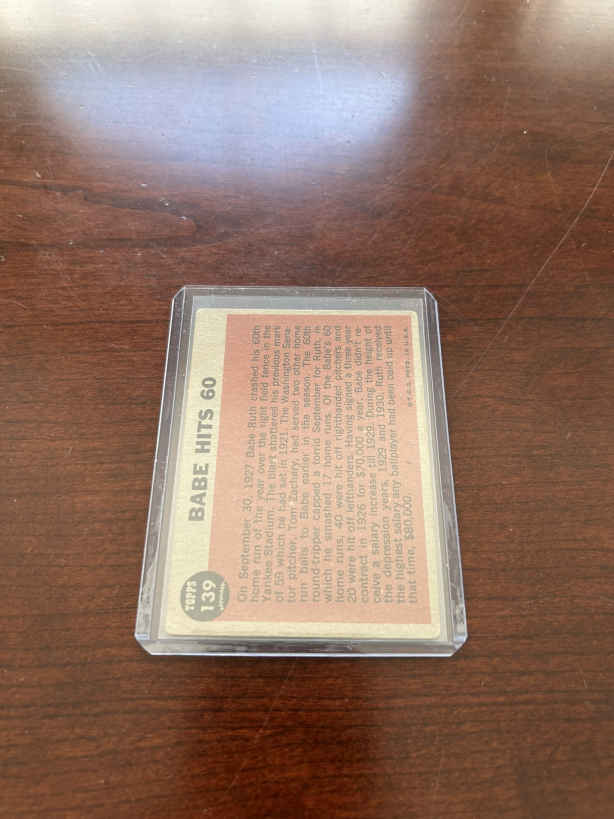 TOPPS
139
BABE HITS 60
On September 30, 1927 Babe Ruth crashed his 60th
home run of the year over the right field fence in the
Yankee Stadium. The blast shattered his previous mark
of 59 which he had set in 1921. The Washington Sena-
tor pitcher, Tom Zachary, had served two other home
run balls to Babe earlier in the season. The 60th
round-tripper capped a torrid September for Ruth, in
which he smashed 17 home runs. Of the Babe's 60
home runs, 40 were hit off righthanded pitchers and
20 were hit off lefthanders. Having signed a three year
contract in 1926 for $70,000 a year, Babe didn't re-
ceive a salary increase till 1929. During the height of
the depression years, 1929 and 1930, Ruth received
the highest salary any ballplayer had been paid up until
that time, $80,000.
© T.C.G. PRTD. IN U.S.A.